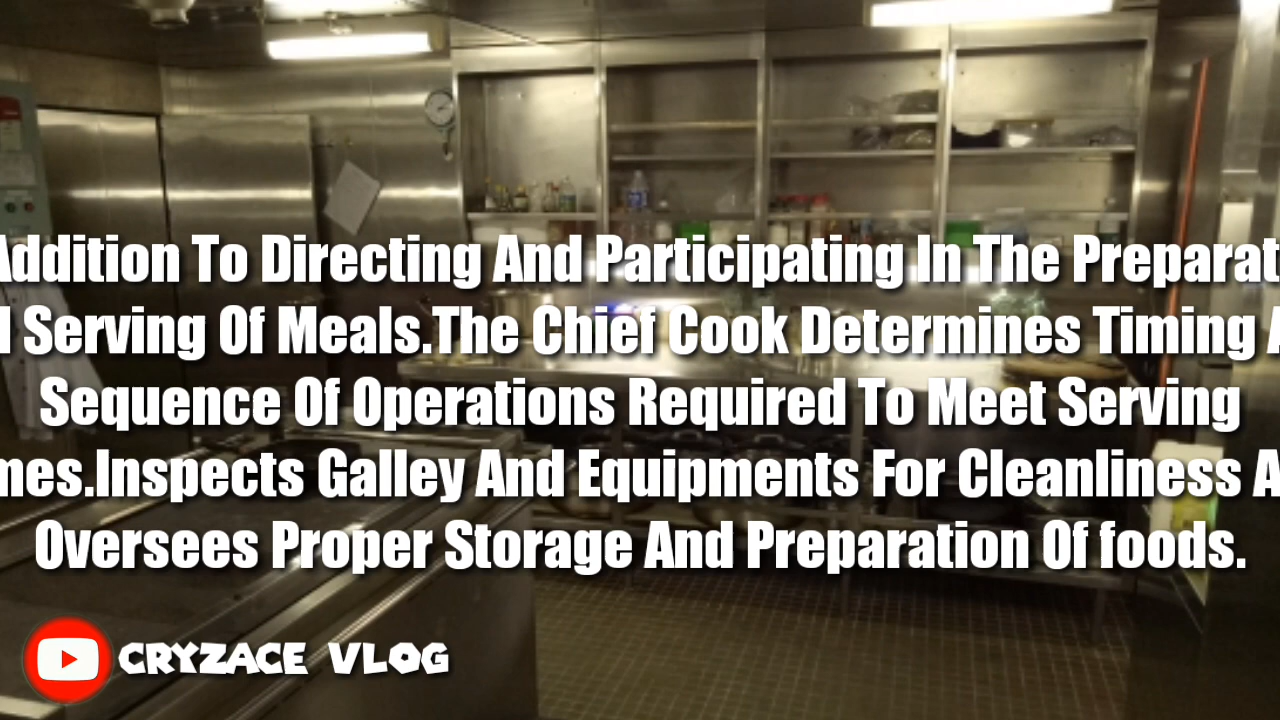 Addition To Directing And Participating In The Preparat
Serving Of Meals.The Chief Cook Determines Timing A
Sequence Of Operations Required To Meet Serving
mes.Inspects Galley And Equipments For Cleanliness A
Oversees Proper Storage And Preparation Of foods.
CRYZACE VLOG